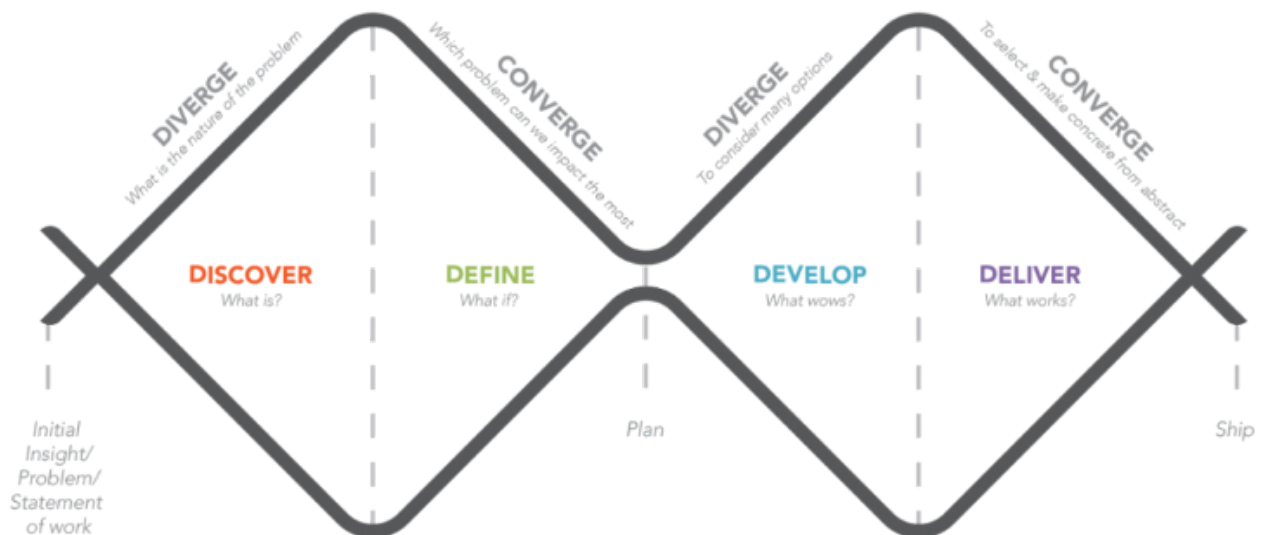 DIVERGE
What is the nature of the problem
CONVERGE
Which problem can we impact the most
DIVERGE
To consider many options
CONVERGE
To select & make concrete from abstract
DISCOVER
What is?
DEFINE
What if?
DEVELOP
What wows?
DELIVER
What works?
Initial
Insight/
Problem/
Statement
of work
Plan
Ship